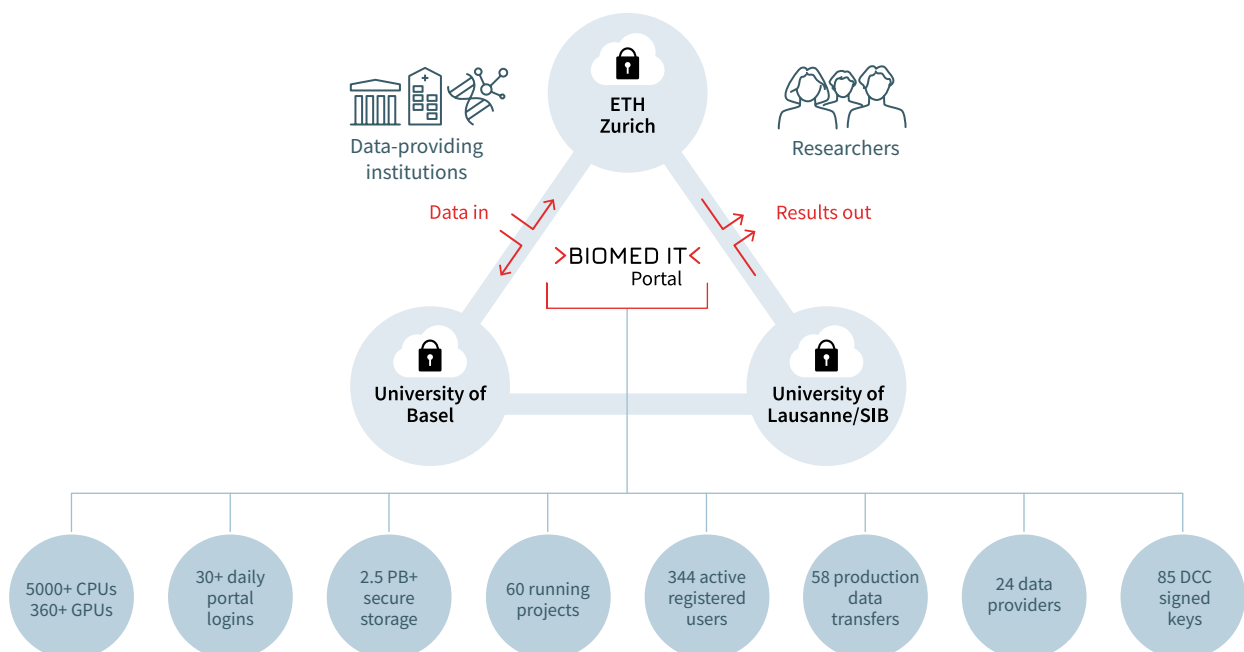 ETH
Zurich
Data-providing
institutions
Researchers
Data in
Results out
>BIOMED IT<
Portal
University of
Basel
University of
Lausanne/SIB
5000+ CPUs
360+ GPUs
30+ daily
portal
logins
2.5 PB+
secure
storage
60 running
projects
344 active
registered
users
58 production
data
transfers
24 data
providers
85 DCC
signed
keys